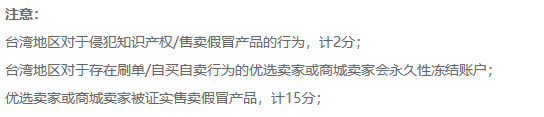 注意：
台湾地区对于侵犯知识产权/售卖假冒产品的行为，计2分；
台湾地区对于存在刷单/自买自卖行为的优选卖家或商城卖家会永久性冻结账户；
优选卖家或商城卖家被证实售卖假冒产品，计15分；